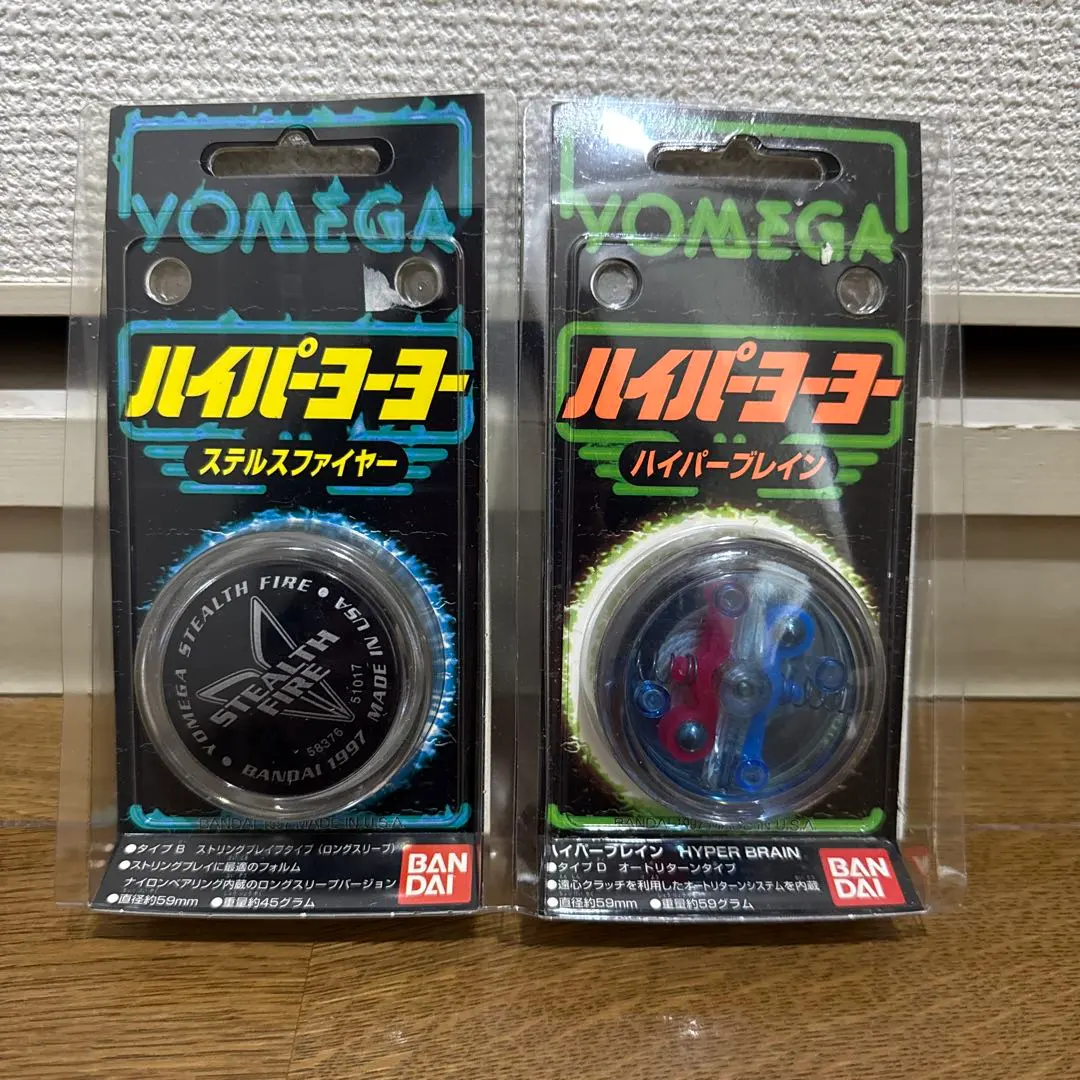 YOMEGA
ハイパーヨーヨー
ステルスファイヤー
YOMEGA STEALTH FIRE ● MADE IN USA
STEALTH
FIRE
51017
58376
● BANDAI 1997
BANDAI 1997 MADE IN U.S.A
●タイプB ストリングプレイプタイプ（ロングスリープ）
●ストリングプレイに最適のフォルム
ナイロンベアリング内蔵のロングスリープバージョン
●直径約59mm ●重量約45グラム
BAN
DAI
YOMEGA
ハイパーヨーヨー
ハイパーブレイン
BANDAI 1997 MADE IN U.S.A
ハイパーブレイン HYPER BRAIN
●タイプD オートリターンタイプ
●遠心クラッチを利用したオートリターンシステムを内蔵
●直径約59mm ●重量約59グラム
BAN
DAI